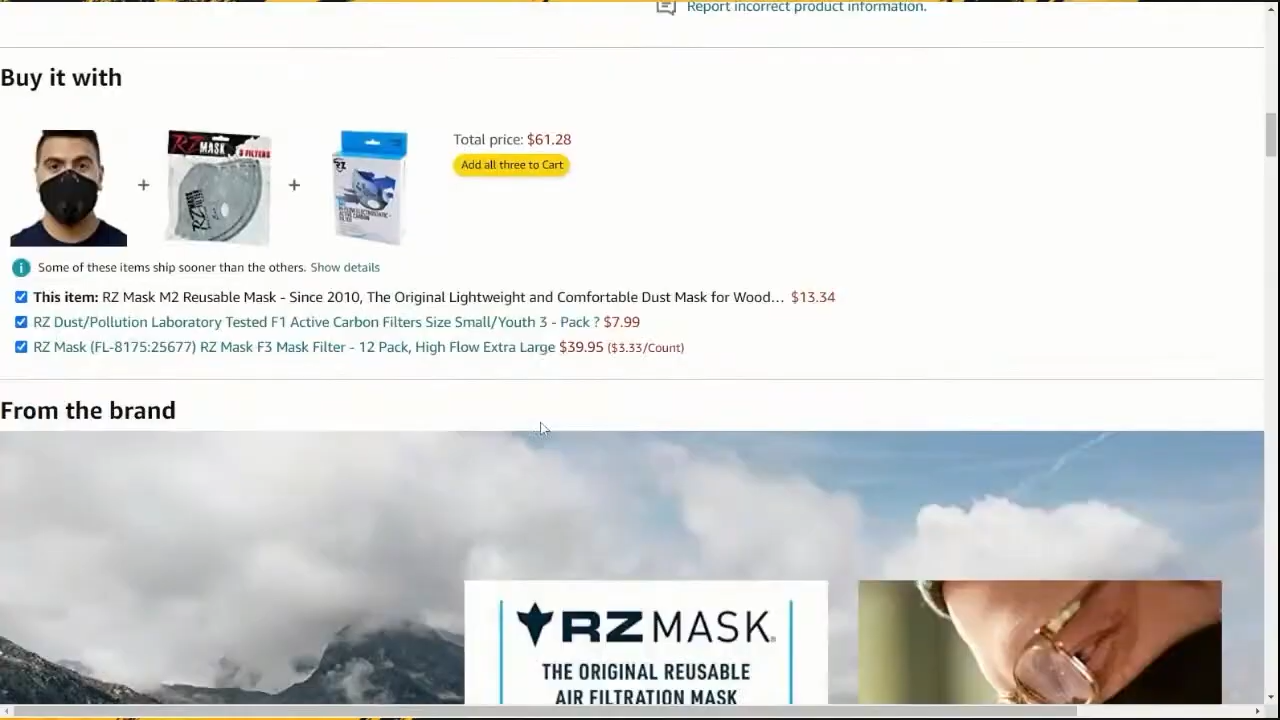 Report incorrect product information.
Buy it with
RZ MASK 3 FILTERS
RZ
Total price: $61.28
Add all three to Cart
Some of these items ship sooner than the others. Show details
This item: RZ Mask M2 Reusable Mask - Since 2010, The Original Lightweight and Comfortable Dust Mask for Wood… $13.34
RZ Dust/Pollution Laboratory Tested F1 Active Carbon Filters Size Small/Youth 3 - Pack ? $7.99
RZ Mask (FL-8175:25677) RZ Mask F3 Mask Filter - 12 Pack, High Flow Extra Large $39.95 ($3.33/Count)
From the brand
RZ MASK.
THE ORIGINAL REUSABLE
AIR FILTRATION MASK